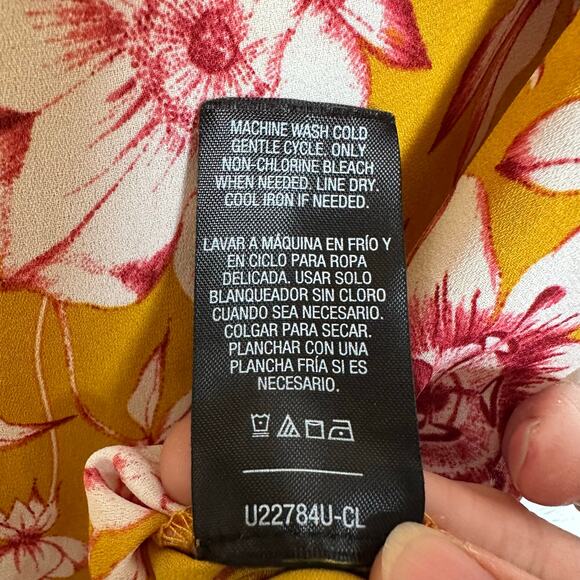 MACHINE WASH COLD
GENTLE CYCLE. ONLY
NON-CHLORINE BLEACH
WHEN NEEDED. LINE DRY.
COOL IRON IF NEEDED.
LAVAR A MÁQUINA EN FRÍO Y
EN CICLO PARA ROPA
DELICADA. USAR SOLO
BLANQUEADOR SIN CLORO
CUANDO SEA NECESARIO.
COLGAR PARA SECAR.
PLANCHAR CON UNA
PLANCHA FRÍA SI ES
NECESARIO.
U22784U-CL